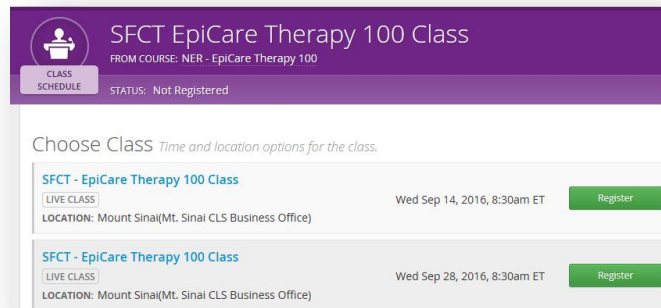 SFCT EpiCare Therapy 100 Class
FROM COURSE: NER - EpiCare Therapy 100
CLASS
SCHEDULE
STATUS: Not Registered
Choose Class Time and location options for the class.
SFCT - EpiCare Therapy 100 Class
LIVE CLASS
Wed Sep 14, 2016, 8:30am ET
Register
LOCATION: Mount Sinai(Mt. Sinai CLS Business Office)
SFCT - EpiCare Therapy 100 Class
LIVE CLASS
Wed Sep 28, 2016, 8:30am ET
Register
LOCATION: Mount Sinai(Mt. Sinai CLS Business Office)